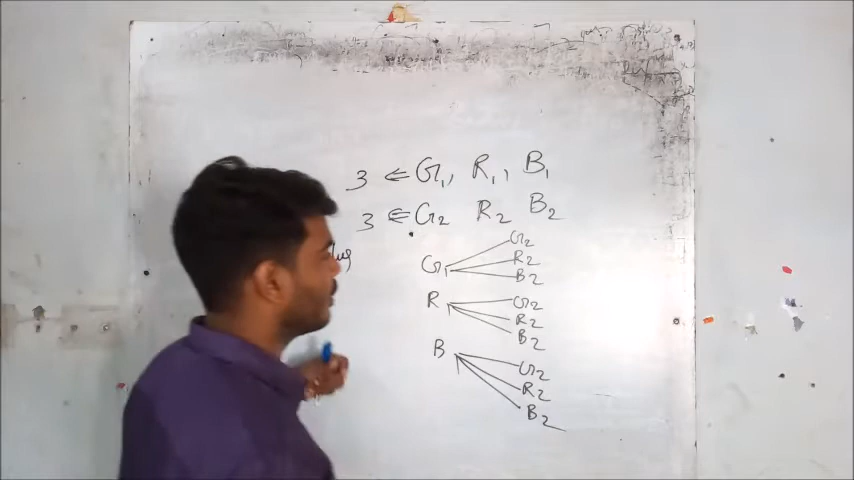 3 ⇐ G1, R1, B1
3 ⇐ G2 R2 B2
G1 G2
R2
B2
R G2
R2
B2
B G2
R2
B2